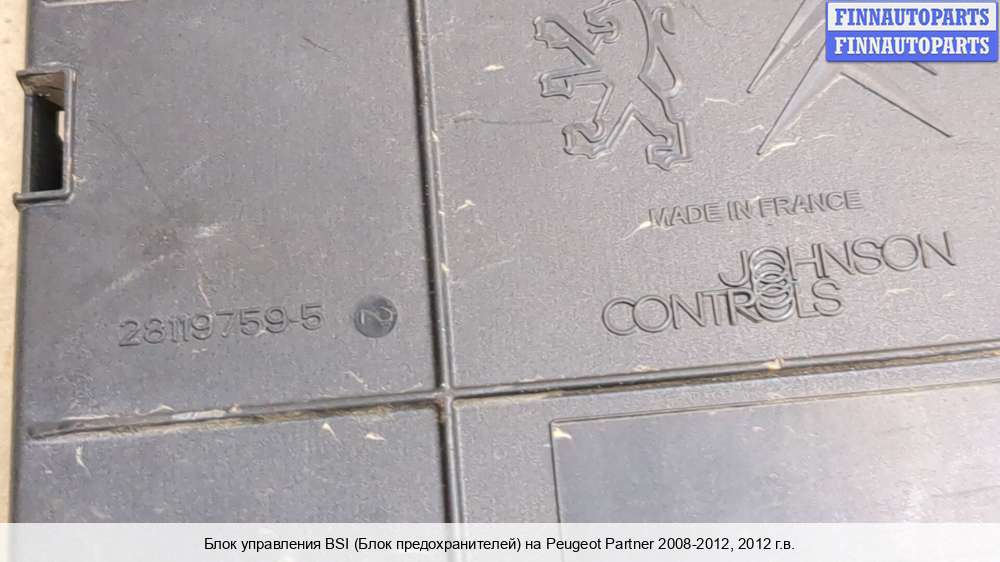 FINNAUTOPARTS
FINNAUTOPARTS
MADE IN FRANCE
JOHNSON
CONTROLS
28119759-5
2
Блок управления BSI (Блок предохранителей) на Peugeot Partner 2008-2012, 2012 г.в.